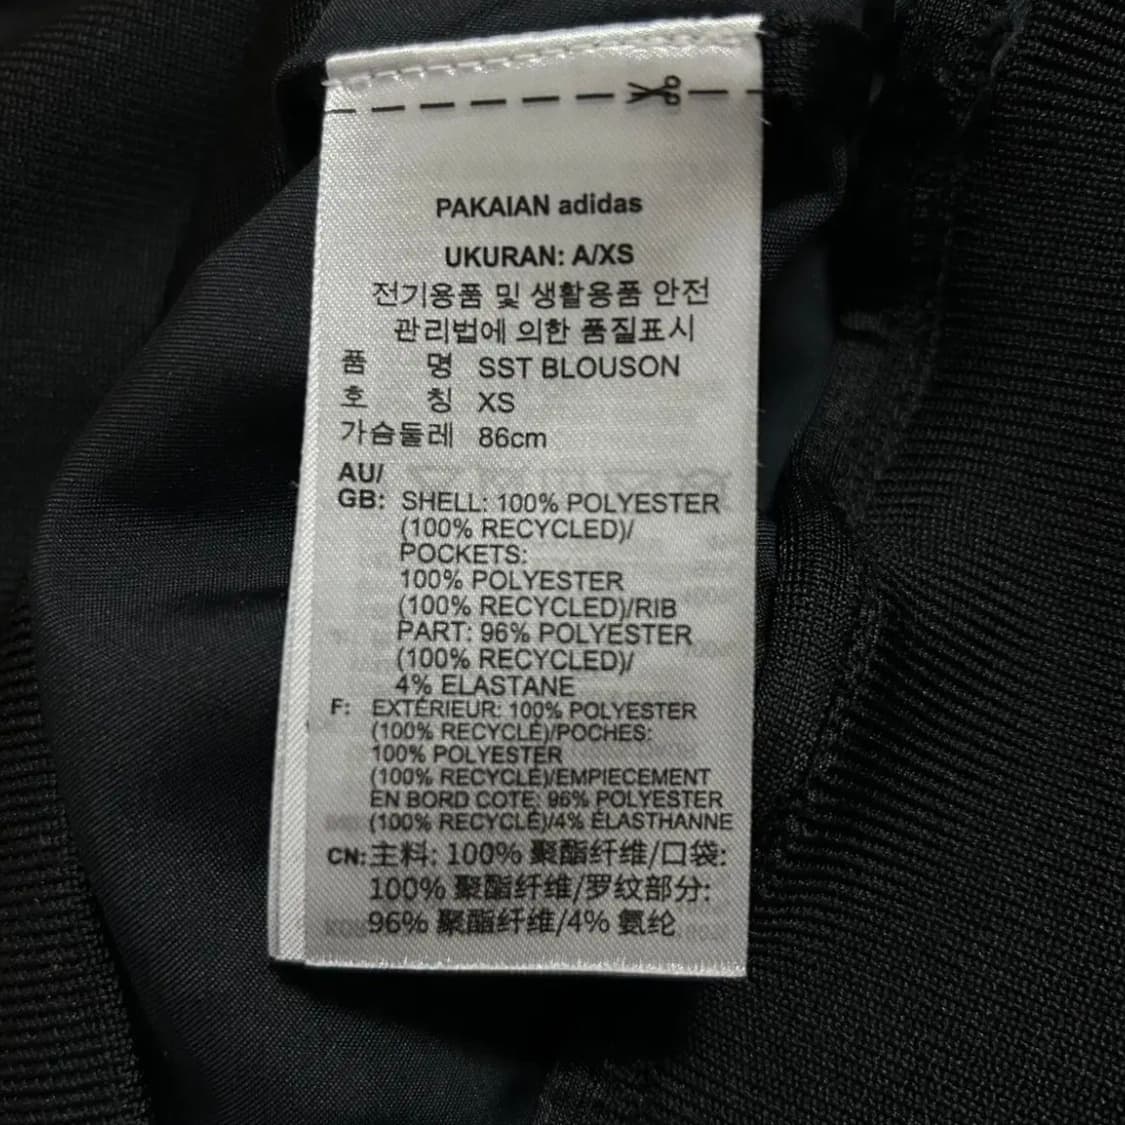 PAKAIAN adidas
UKURAN: A/XS
전기용품 및 생활용품 안전
관리법에 의한 품질표시
품 명 SST BLOUSON
호 칭 XS
가슴둘레 86cm
AU/
GB: SHELL: 100% POLYESTER
(100% RECYCLED)/
POCKETS:
100% POLYESTER
(100% RECYCLED)/RIB
PART: 96% POLYESTER
(100% RECYCLED)/
4% ELASTANE
F: EXTÉRIEUR: 100% POLYESTER
(100% RECYCLÉ)/POCHES:
100% POLYESTER
(100% RECYCLÉ)/EMPIECEMENT
EN BORD COTE: 96% POLYESTER
(100% RECYCLÉ)/4% ÉLASTHANNE
CN: 主料: 100% 聚酯纤维/口袋:
100% 聚酯纤维/罗纹部分:
96% 聚酯纤维/4% 氨纶